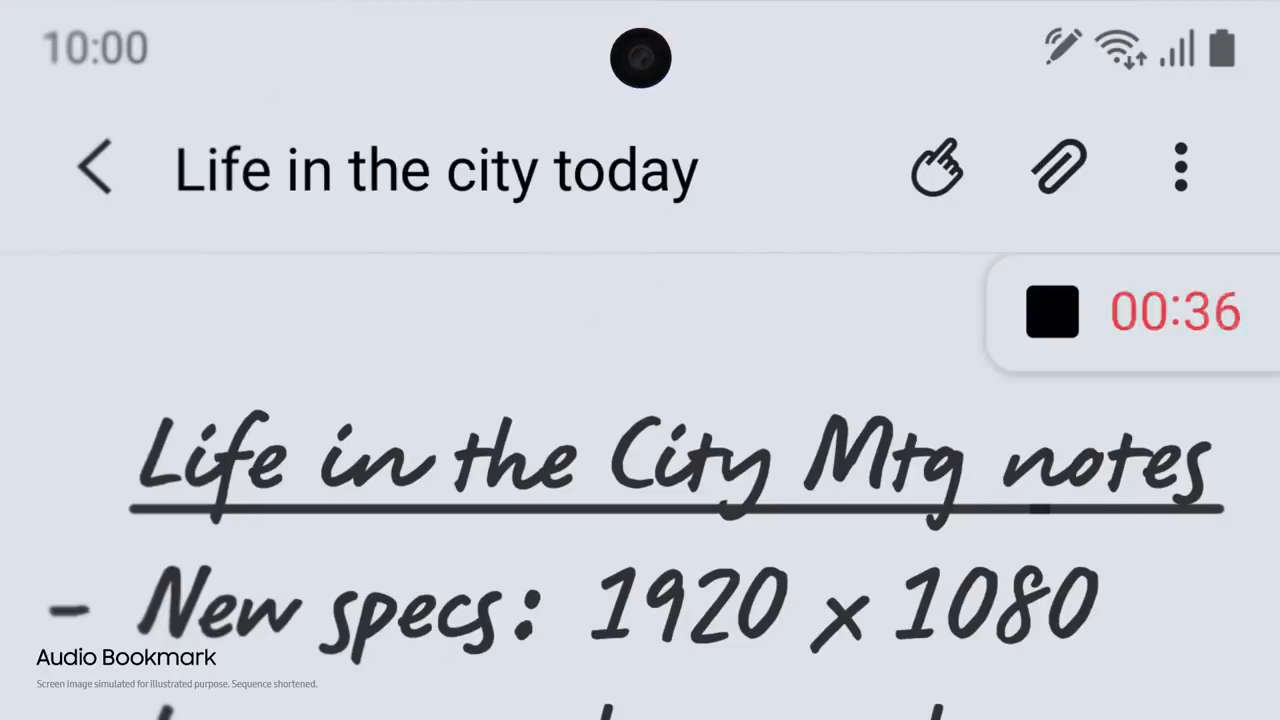 10:00
Life in the city today
00:36
Life in the City Mtg notes
- New specs: 1920 x 1080
Audio Bookmark
Screen image simulated for illustrated purpose. Sequence shortened.